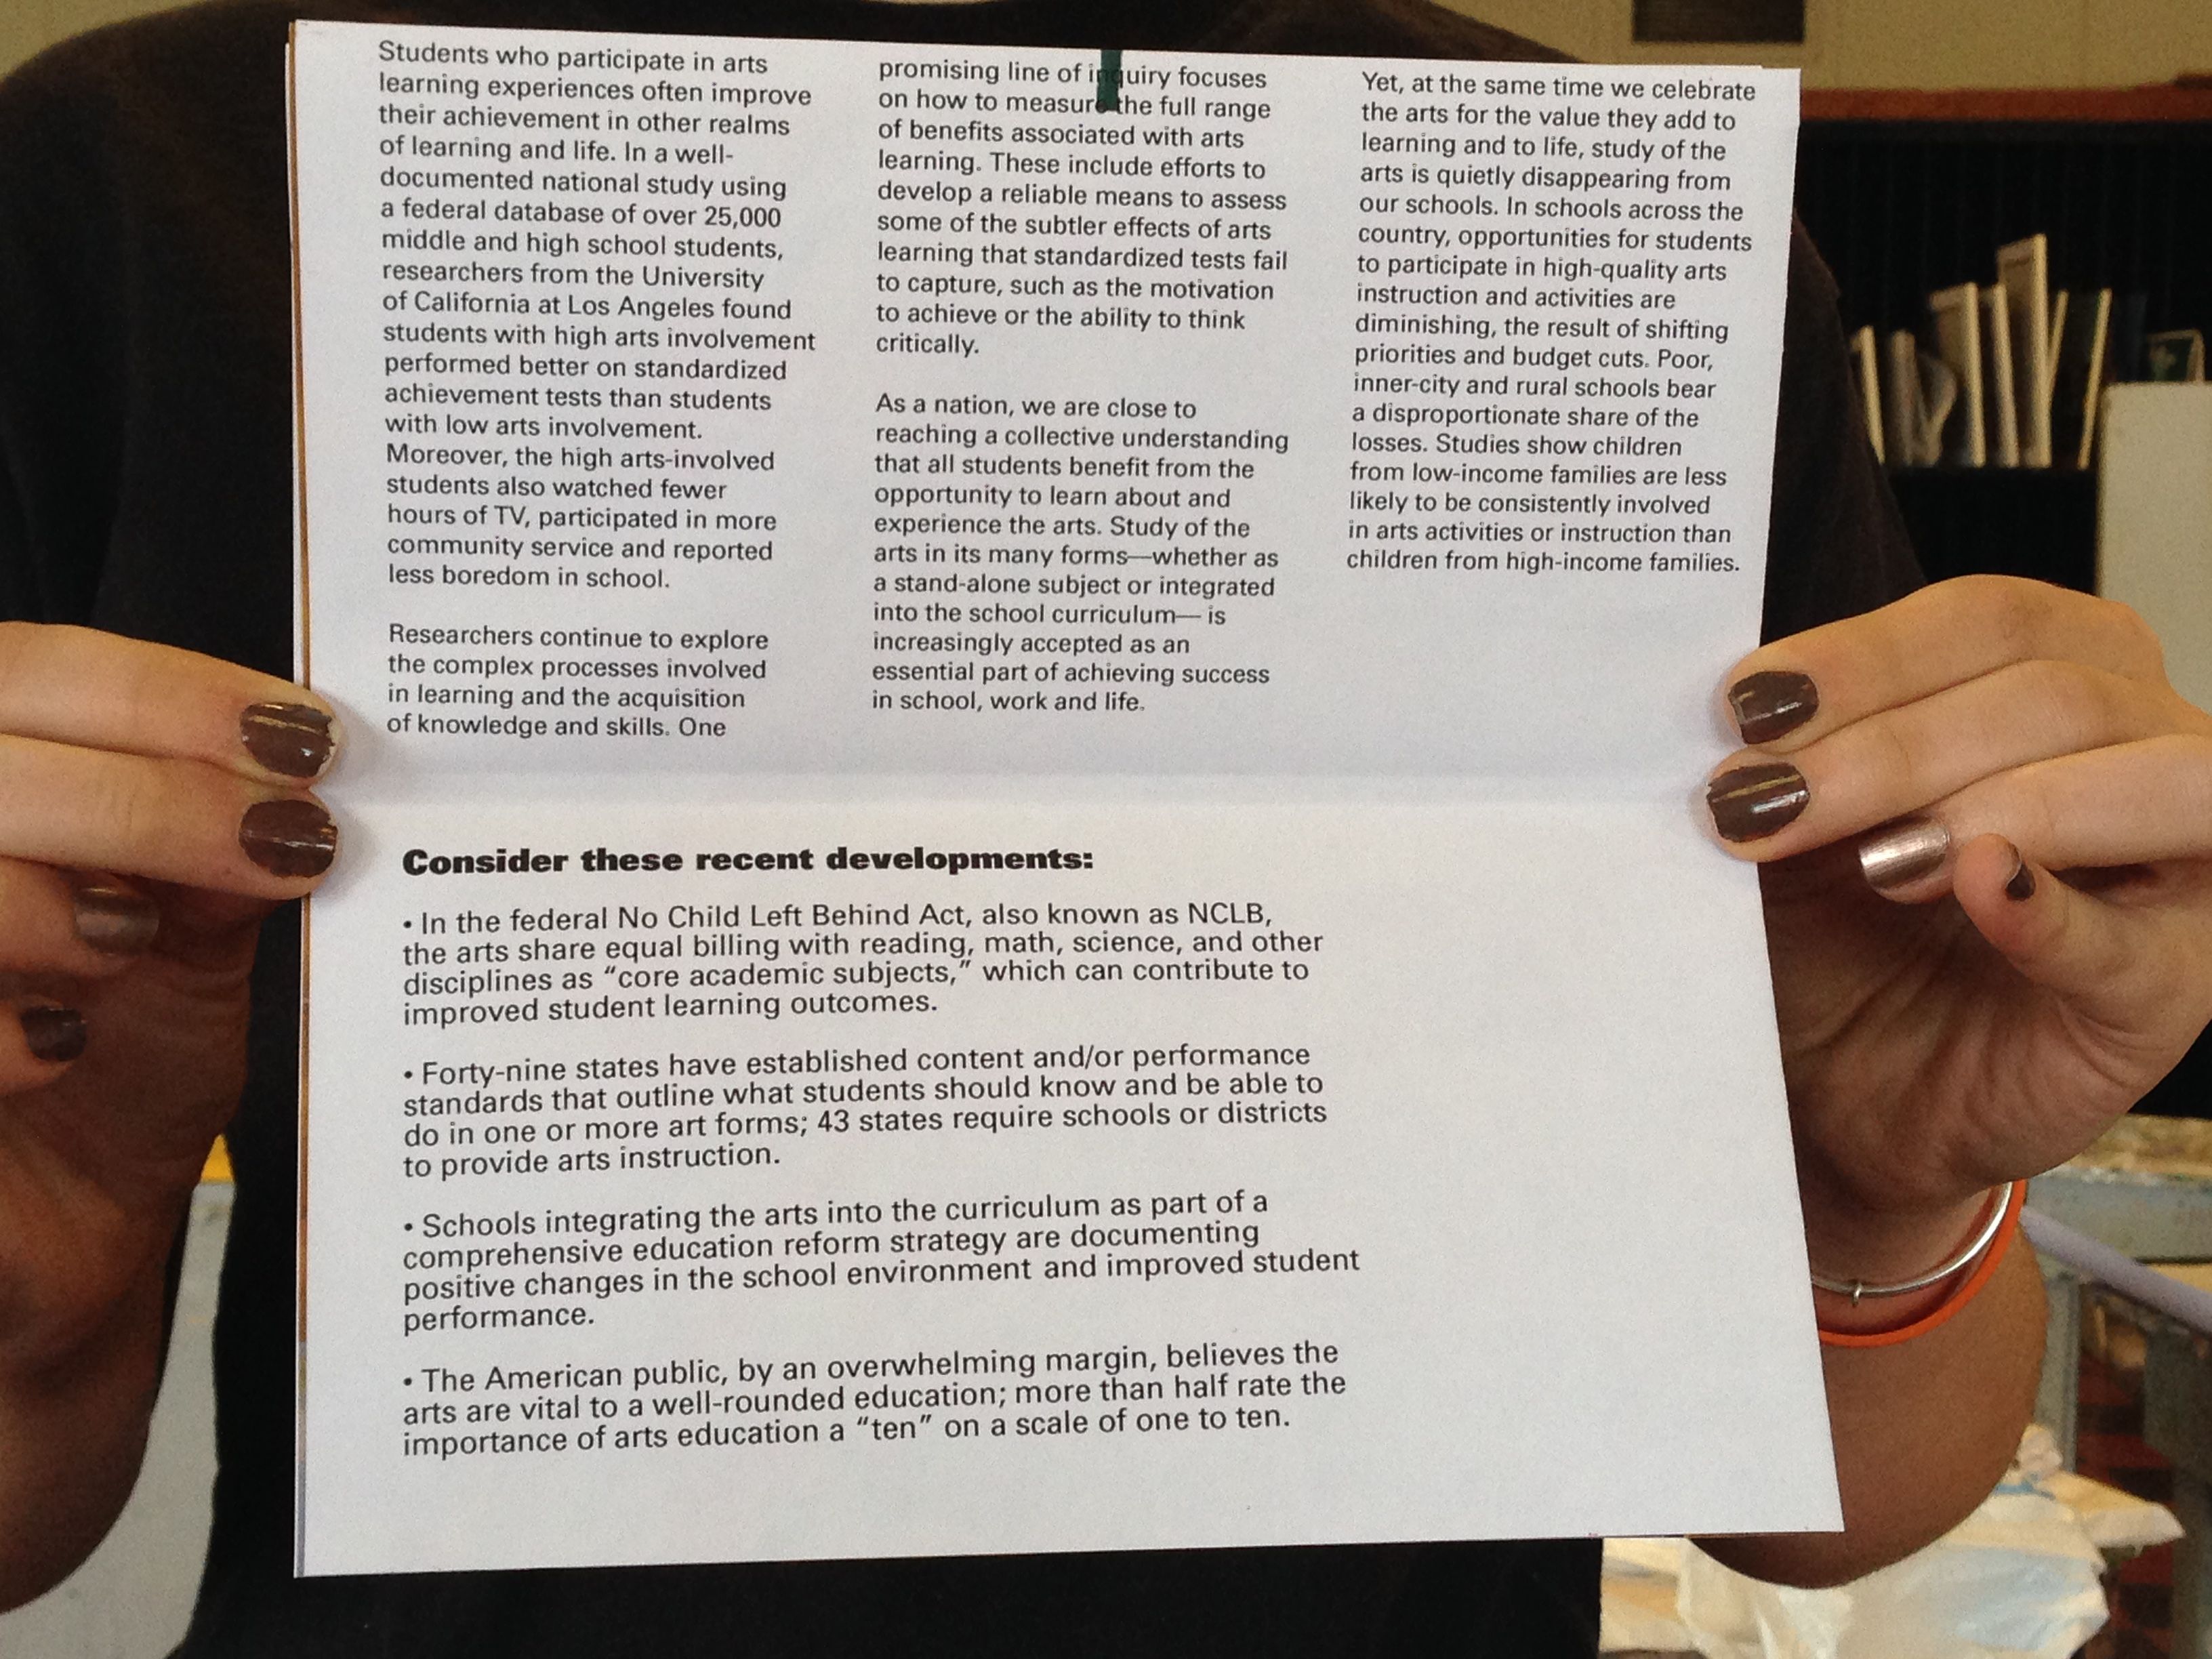 Students who participate in arts
learning experiences often improve
their achievement in other realms
of learning and life. In a well-
documented national study using
a federal database of over 25,000
middle and high school students,
researchers from the University
of California at Los Angeles found
students with high arts involvement
performed better on standardized
achievement tests than students
with low arts involvement.
Moreover, the high arts-involved
students also watched fewer
hours of TV, participated in more
community service and reported
less boredom in school.
Researchers continue to explore
the complex processes involved
in learning and the acquisition
of knowledge and skills. One
promising line of inquiry focuses
on how to measure the full range
of benefits associated with arts
learning. These include efforts to
develop a reliable means to assess
some of the subtler effects of arts
learning that standardized tests fail
to capture, such as the motivation
to achieve or the ability to think
critically.
As a nation, we are close to
reaching a collective understanding
that all students benefit from the
opportunity to learn about and
experience the arts. Study of the
arts in its many forms—whether as
a stand-alone subject or integrated
into the school curriculum— is
increasingly accepted as an
essential part of achieving success
in school, work and life.
Yet, at the same time we celebrate
the arts for the value they add to
learning and to life, study of the
arts is quietly disappearing from
our schools. In schools across the
country, opportunities for students
to participate in high-quality arts
instruction and activities are
diminishing, the result of shifting
priorities and budget cuts. Poor,
inner-city and rural schools bear
a disproportionate share of the
losses. Studies show children
from low-income families are less
likely to be consistently involved
in arts activities or instruction than
children from high-income families.
Consider these recent developments:
• In the federal No Child Left Behind Act, also known as NCLB,
the arts share equal billing with reading, math, science, and other
disciplines as “core academic subjects,” which can contribute to
improved student learning outcomes.
• Forty-nine states have established content and/or performance
standards that outline what students should know and be able to
do in one or more art forms; 43 states require schools or districts
to provide arts instruction.
• Schools integrating the arts into the curriculum as part of a
comprehensive education reform strategy are documenting
positive changes in the school environment and improved student
performance.
• The American public, by an overwhelming margin, believes the
arts are vital to a well-rounded education; more than half rate the
importance of arts education a “ten” on a scale of one to ten.